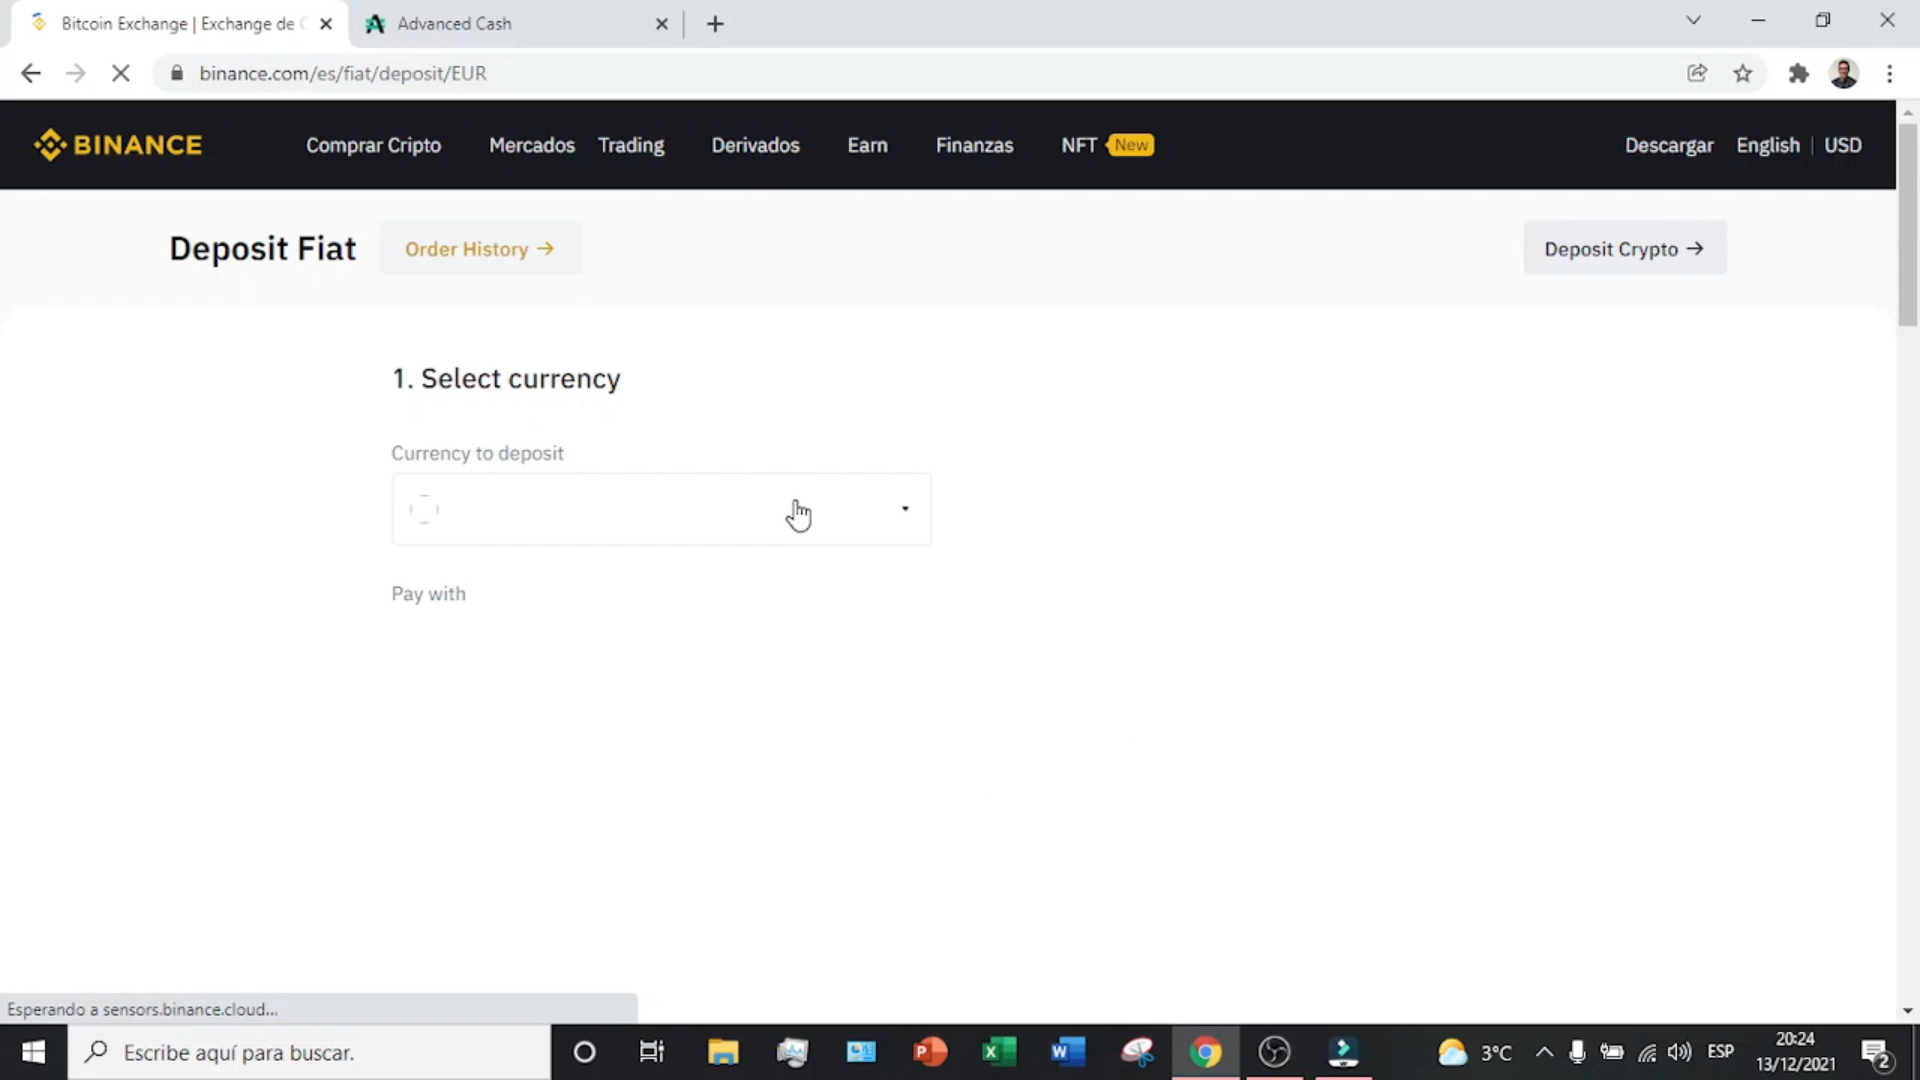 Bitcoin Exchange | Exchange de
Advanced Cash
binance.com/es/fiat/deposit/EUR
BINANCE
Comprar Cripto
Mercados
Trading
Derivados
Earn
Finanzas
NFT New
Descargar
English | USD
Deposit Fiat
Order History →
Deposit Crypto →
1. Select currency
Currency to deposit
Pay with
Esperando a sensors.binance.cloud...
Escribe aquí para buscar.
3°C
ESP
20:24
13/12/2021
2